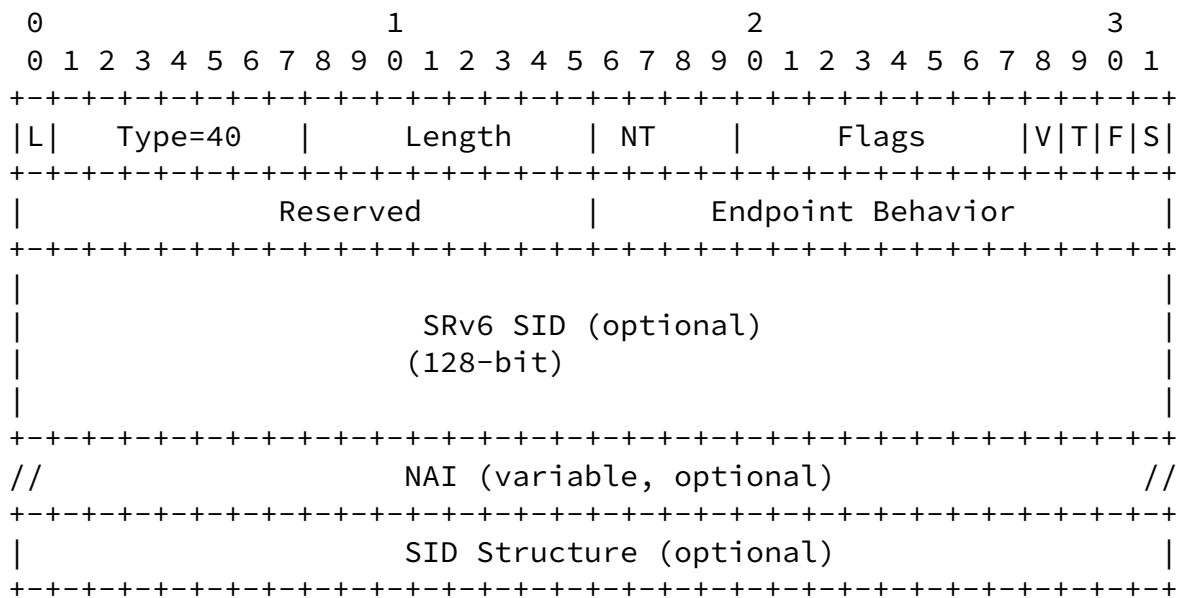 0                   1                   2                   3
0 1 2 3 4 5 6 7 8 9 0 1 2 3 4 5 6 7 8 9 0 1 2 3 4 5 6 7 8 9 0 1
+-+-+-+-+-+-+-+-+-+-+-+-+-+-+-+-+-+-+-+-+-+-+-+-+-+-+-+-+-+-+-+-+
|L|   Type=40   |     Length    | NT    |     Flags     |V|T|F|S|
+-+-+-+-+-+-+-+-+-+-+-+-+-+-+-+-+-+-+-+-+-+-+-+-+-+-+-+-+-+-+-+-+
|              Reserved         |      Endpoint Behavior        |
+-+-+-+-+-+-+-+-+-+-+-+-+-+-+-+-+-+-+-+-+-+-+-+-+-+-+-+-+-+-+-+-+
|                                                               |
|                      SRv6 SID (optional)                      |
|                     (128-bit)                                 |
|                                                               |
+-+-+-+-+-+-+-+-+-+-+-+-+-+-+-+-+-+-+-+-+-+-+-+-+-+-+-+-+-+-+-+-+
//                    NAI (variable, optional)                 //
+-+-+-+-+-+-+-+-+-+-+-+-+-+-+-+-+-+-+-+-+-+-+-+-+-+-+-+-+-+-+-+-+
|                     SID Structure (optional)                  |
+-+-+-+-+-+-+-+-+-+-+-+-+-+-+-+-+-+-+-+-+-+-+-+-+-+-+-+-+-+-+-+-+